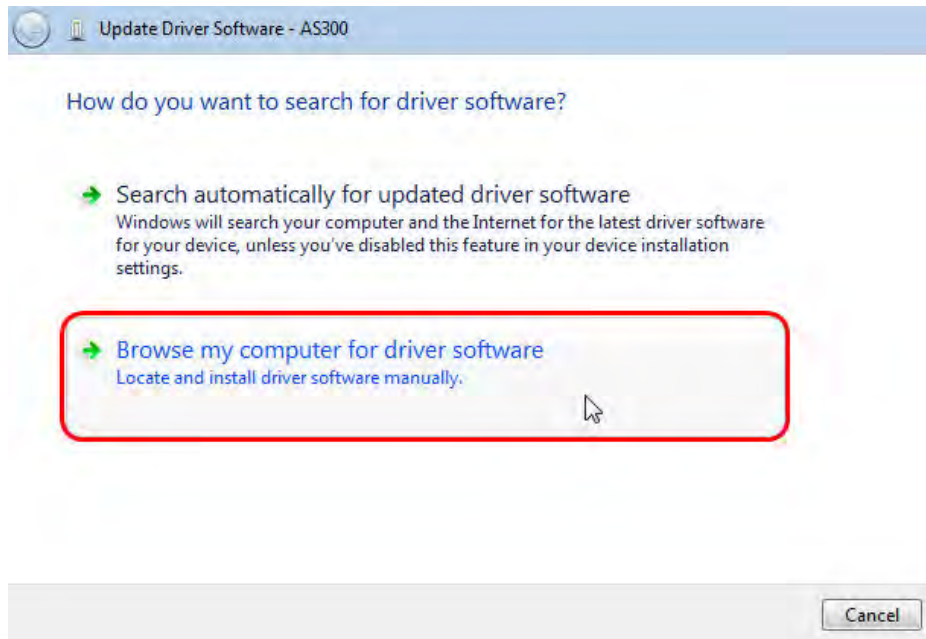 Update Driver Software - AS300
How do you want to search for driver software?
Search automatically for updated driver software
Windows will search your computer and the Internet for the latest driver software
for your device, unless you've disabled this feature in your device installation
settings.
Browse my computer for driver software
Locate and install driver software manually.
Cancel